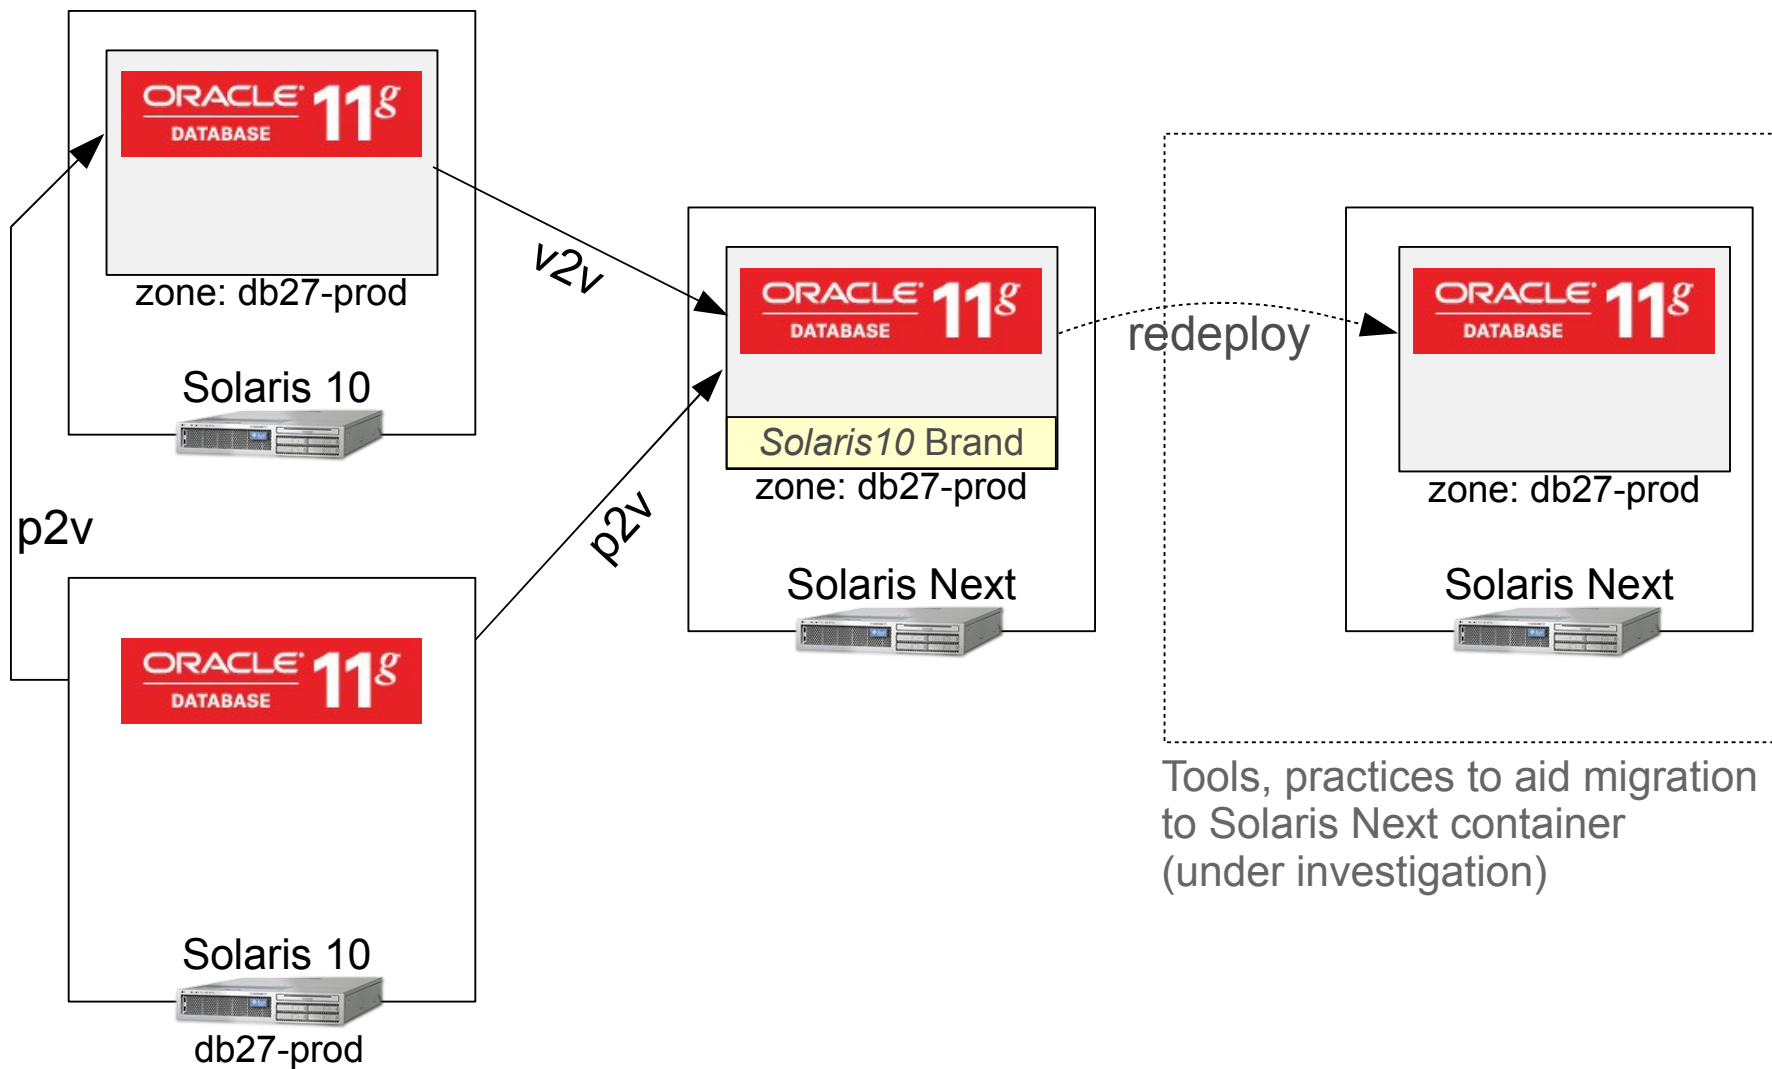 ORACLE® 11g
DATABASE
zone: db27-prod
Solaris 10
p2v
ORACLE® 11g
DATABASE
Solaris 10
db27-prod
v2v
p2v
ORACLE® 11g
DATABASE
Solaris10 Brand
zone: db27-prod
Solaris Next
redeploy
ORACLE® 11g
DATABASE
zone: db27-prod
Solaris Next
Tools, practices to aid migration
to Solaris Next container
(under investigation)